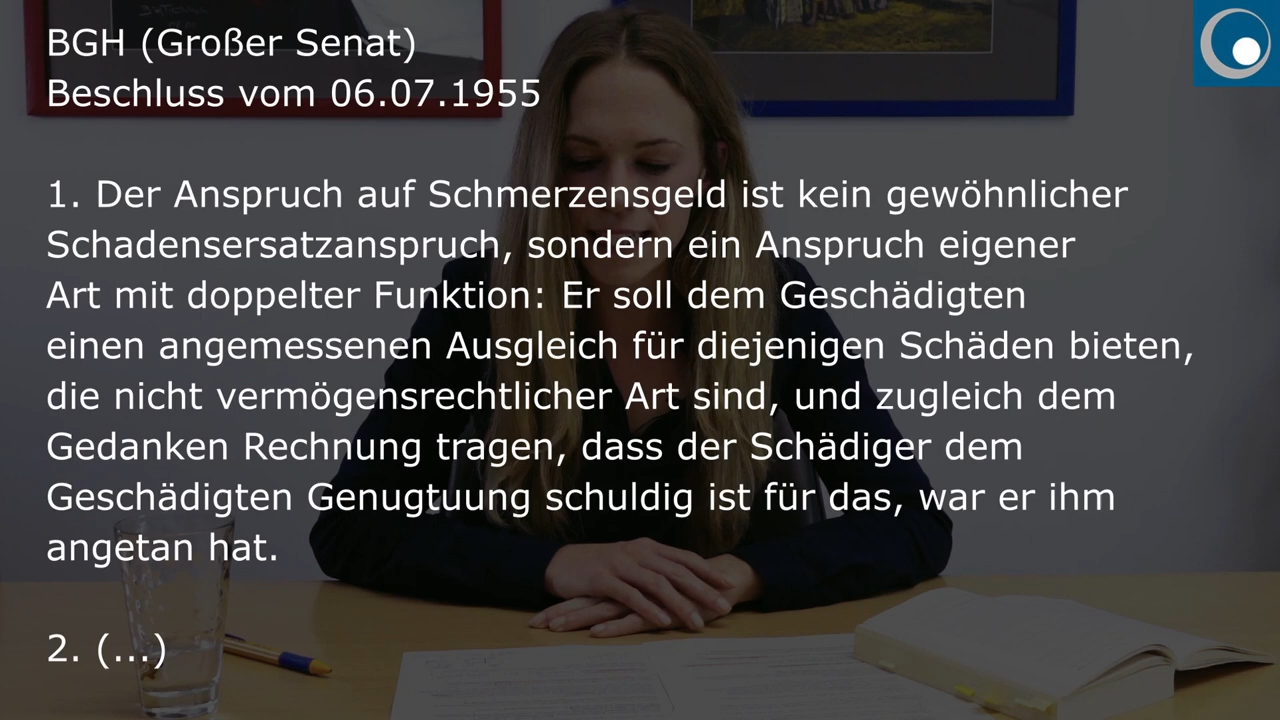 BGH (Großer Senat)
Beschluss vom 06.07.1955
1. Der Anspruch auf Schmerzensgeld ist kein gewöhnlicher
Schadensersatzanspruch, sondern ein Anspruch eigener
Art mit doppelter Funktion: Er soll dem Geschädigten
einen angemessenen Ausgleich für diejenigen Schäden bieten,
die nicht vermögensrechtlicher Art sind, und zugleich dem
Gedanken Rechnung tragen, dass der Schädiger dem
Geschädigten Genugtuung schuldig ist für das, war er ihm
angetan hat.
2. (...)